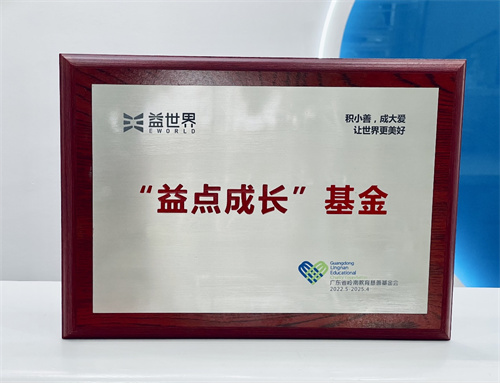 益世界
EWORLD
积小善，成大爱
让世界更美好
“益点成长”基金
Guangdong
Lingnan
Educational
广东省岭南教育慈善基金会
2022.5-2025.4